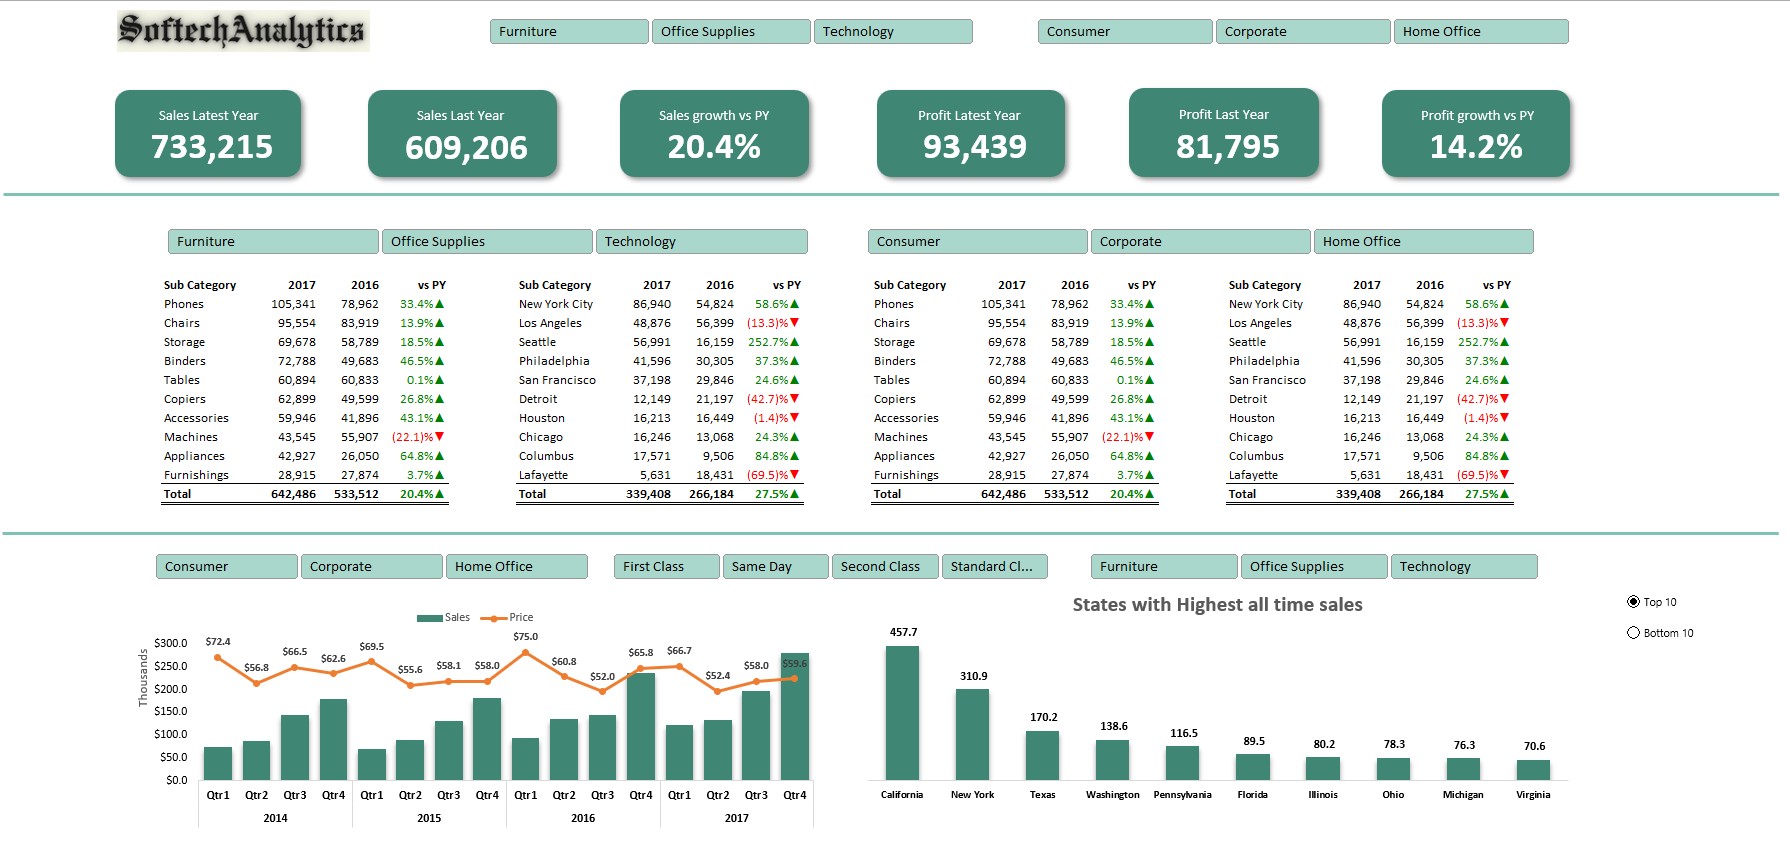 SoftechAnalytics
Furniture Office Supplies Technology Consumer Corporate Home Office
Sales Latest Year Sales Last Year Sales growth vs PY Profit Latest Year Profit Last Year Profit growth vs PY
733,215 609,206 20.4% 93,439 81,795 14.2%
Furniture Office Supplies Technology Consumer Corporate Home Office
Sub Category 2017 2016 vs PY Sub Category 2017 2016 vs PY Sub Category 2017 2016 vs PY Sub Category 2017 2016 vs PY
Phones 105,341 78,962 33.4%▲ New York City 86,940 54,824 58.6%▲ Phones 105,341 78,962 33.4%▲ New York City 86,940 54,824 58.6%▲
Chairs 95,554 83,919 13.9%▲ Los Angeles 48,876 56,399 (13.3)%▼ Chairs 95,554 83,919 13.9%▲ Los Angeles 48,876 56,399 (13.3)%▼
Storage 69,678 58,789 18.5%▲ Seattle 56,991 16,159 252.7%▲ Storage 69,678 58,789 18.5%▲ Seattle 56,991 16,159 252.7%▲
Binders 72,788 49,683 46.5%▲ Philadelphia 41,596 30,305 37.3%▲ Binders 72,788 49,683 46.5%▲ Philadelphia 41,596 30,305 37.3%▲
Tables 60,894 60,833 0.1%▲ San Francisco 37,198 29,846 24.6%▲ Tables 60,894 60,833 0.1%▲ San Francisco 37,198 29,846 24.6%▲
Copiers 62,899 49,599 26.8%▲ Detroit 12,149 21,197 (42.7)%▼ Copiers 62,899 49,599 26.8%▲ Detroit 12,149 21,197 (42.7)%▼
Accessories 59,946 41,896 43.1%▲ Houston 16,213 16,449 (1.4)%▼ Accessories 59,946 41,896 43.1%▲ Houston 16,213 16,449 (1.4)%▼
Machines 43,545 55,907 (22.1)%▼ Chicago 16,246 13,068 24.3%▲ Machines 43,545 55,907 (22.1)%▼ Chicago 16,246 13,068 24.3%▲
Appliances 42,927 26,050 64.8%▲ Columbus 17,571 9,506 84.8%▲ Appliances 42,927 26,050 64.8%▲ Columbus 17,571 9,506 84.8%▲
Furnishings 28,915 27,874 3.7%▲ Lafayette 5,631 18,431 (69.5)%▼ Furnishings 28,915 27,874 3.7%▲ Lafayette 5,631 18,431 (69.5)%▼
Total 642,486 533,512 20.4%▲ Total 339,408 266,184 27.5%▲ Total 642,486 533,512 20.4%▲ Total 339,408 266,184 27.5%▲
Consumer Corporate Home Office First Class Same Day Second Class Standard Cl... Furniture Office Supplies Technology
Sales Price
Thousands
$300.0
$250.0
$200.0
$150.0
$100.0
$50.0
$0.0
$72.4 $56.8 $66.5 $62.6 $69.5 $55.6 $58.1 $58.0 $75.0 $60.8 $52.0 $65.8 $66.7 $52.4 $58.0 $59.6
Qtr1 Qtr2 Qtr3 Qtr4 Qtr1 Qtr2 Qtr3 Qtr4 Qtr1 Qtr2 Qtr3 Qtr4 Qtr1 Qtr2 Qtr3 Qtr4
2014 2015 2016 2017
States with Highest all time sales
457.7 310.9 170.2 138.6 116.5 89.5 80.2 78.3 76.3 70.6
California New York Texas Washington Pennsylvania Florida Illinois Ohio Michigan Virginia
Top 10
Bottom 10